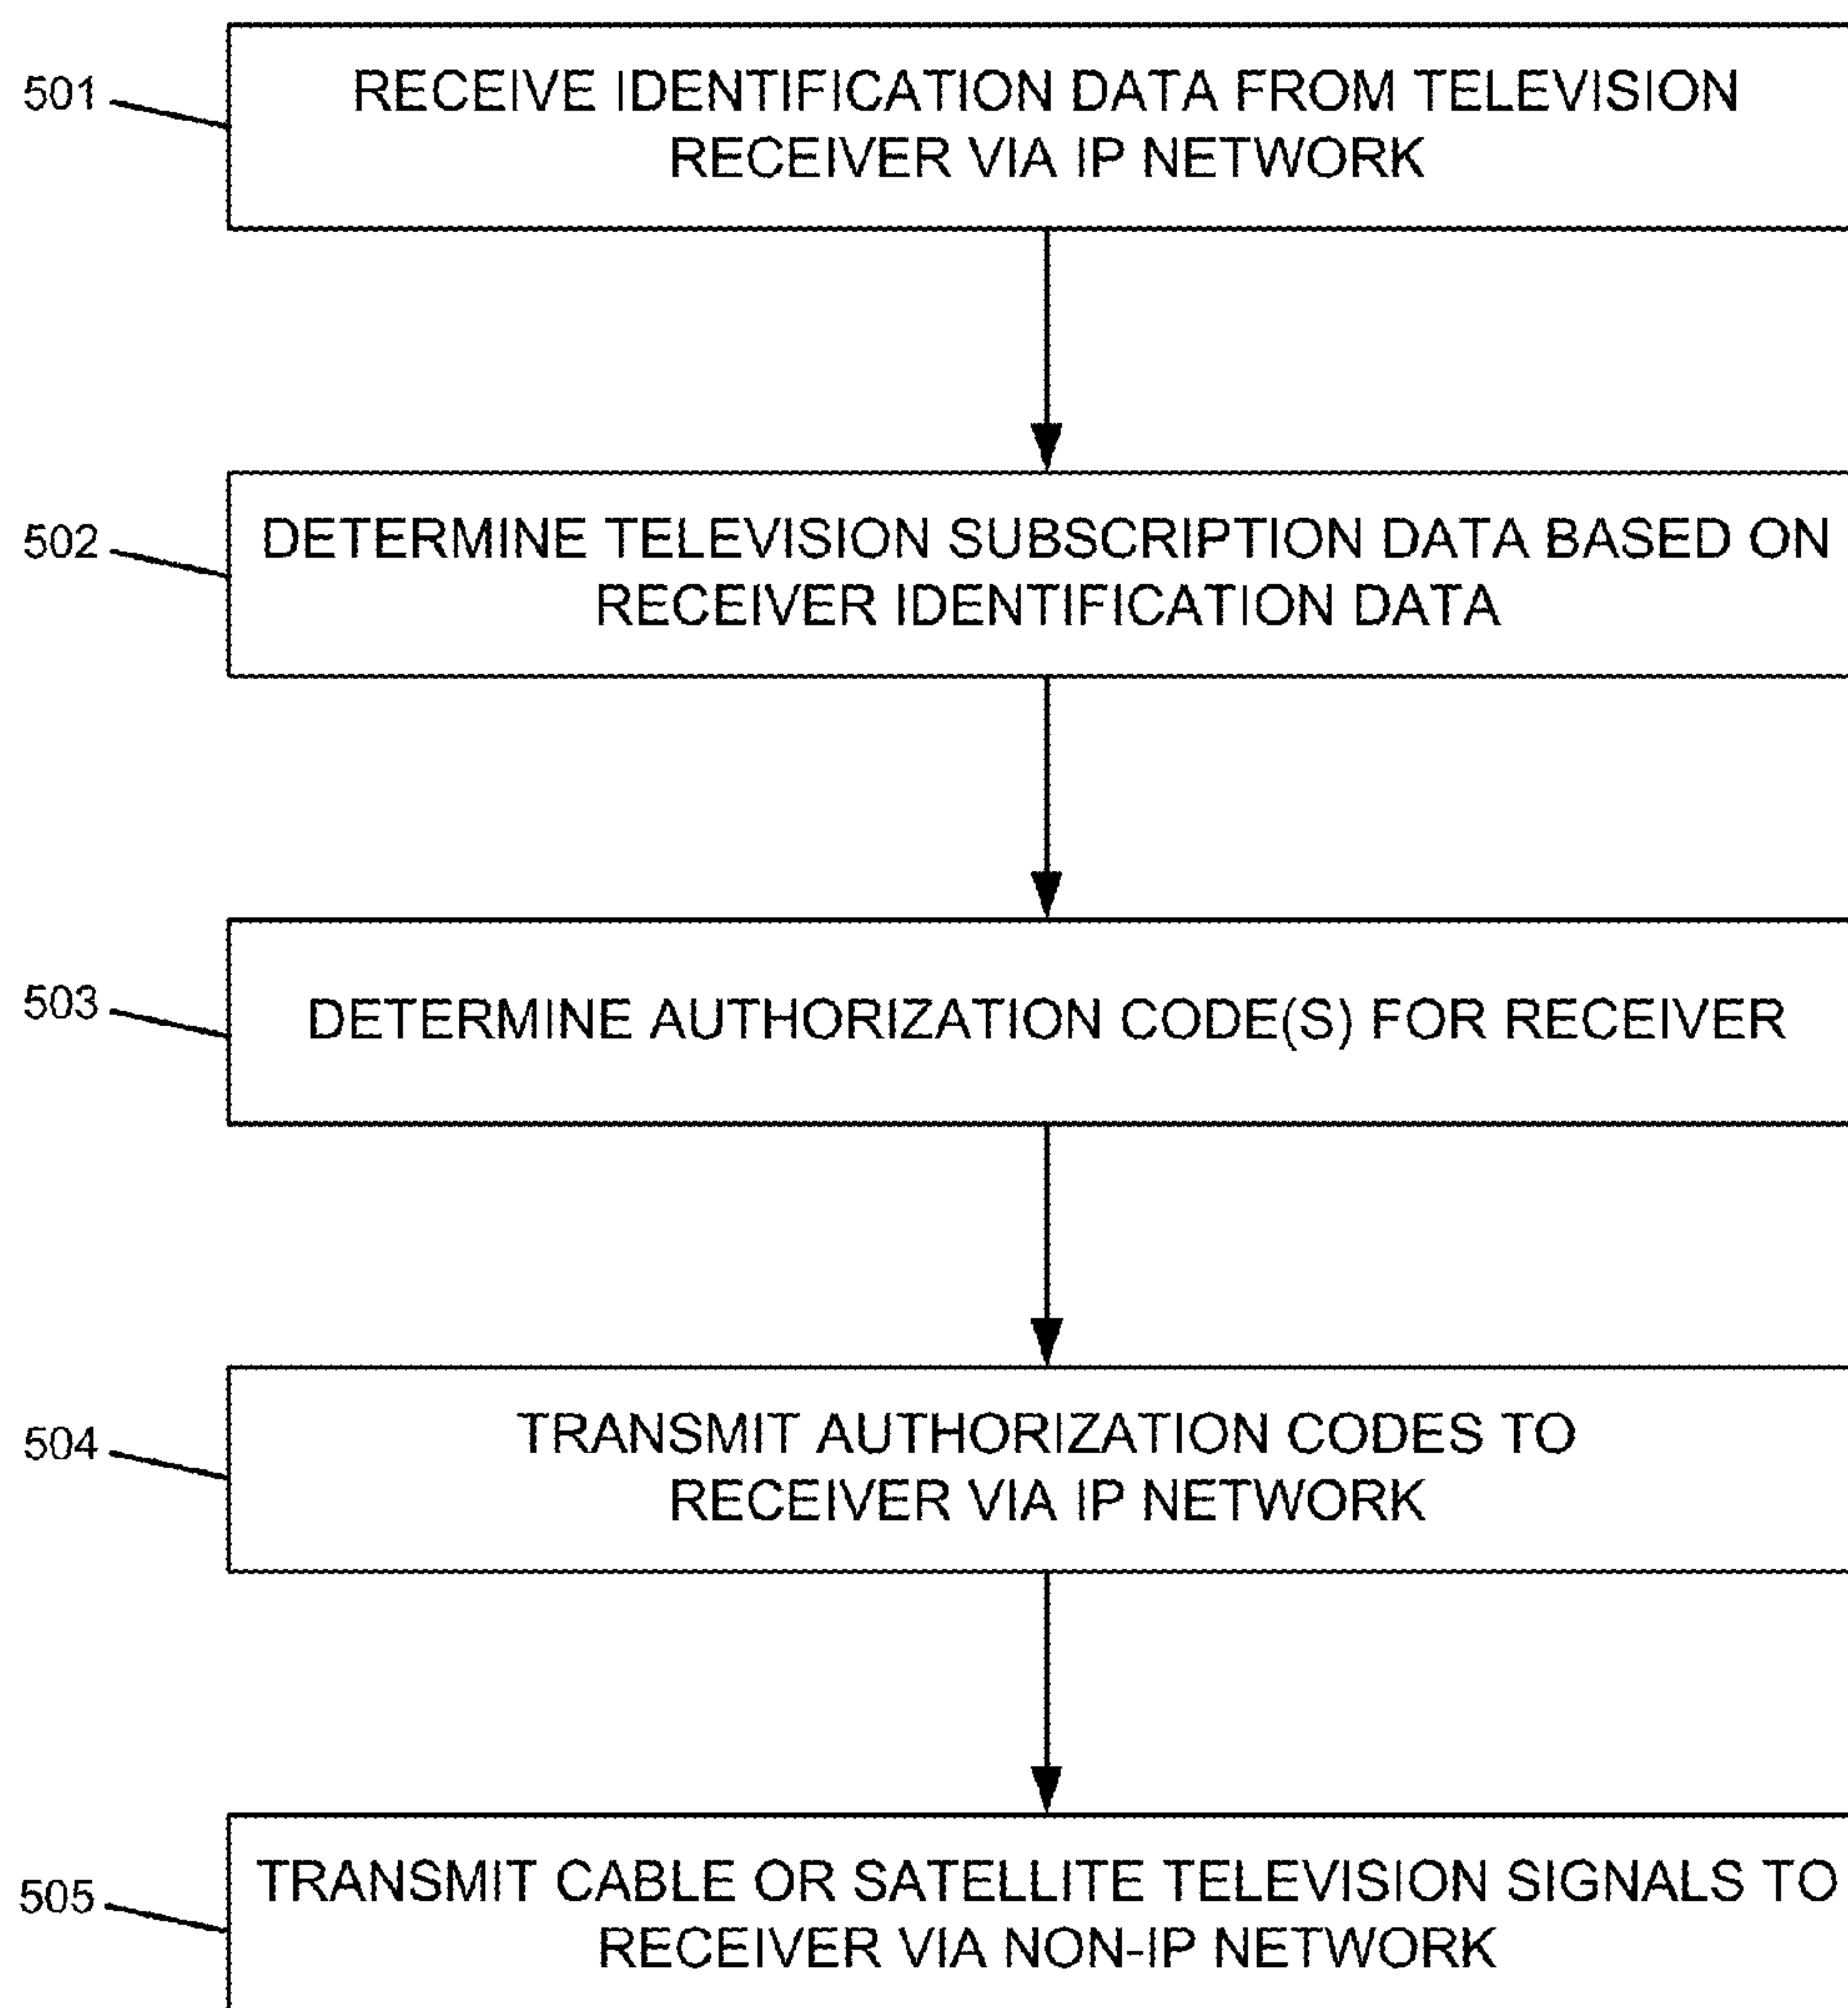 501
RECEIVE IDENTIFICATION DATA FROM TELEVISION
RECEIVER VIA IP NETWORK
502
DETERMINE TELEVISION SUBSCRIPTION DATA BASED ON
RECEIVER IDENTIFICATION DATA
503
DETERMINE AUTHORIZATION CODE(S) FOR RECEIVER
504
TRANSMIT AUTHORIZATION CODES TO
RECEIVER VIA IP NETWORK
505
TRANSMIT CABLE OR SATELLITE TELEVISION SIGNALS TO
RECEIVER VIA NON-IP NETWORK